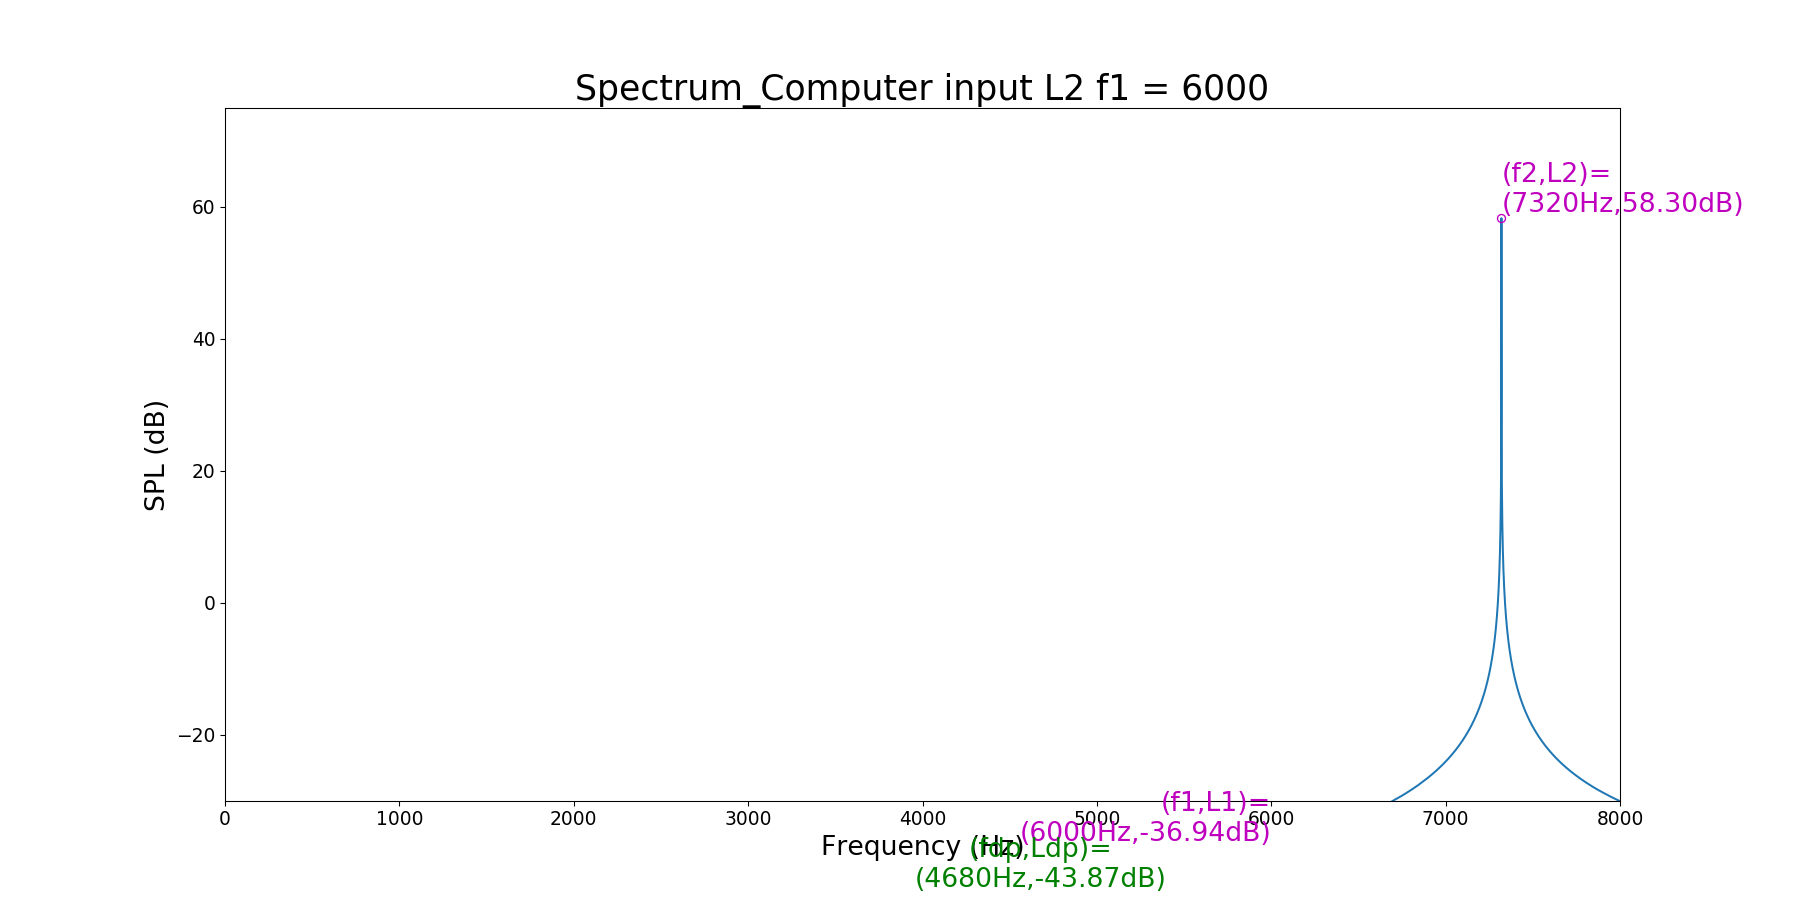 Spectrum_Computer input L2 f1 = 6000
(f2,L2)=
(7320Hz,58.30dB)
60
40
20
0
−20
SPL (dB)
(f1,L1)=
(6000Hz,-36.94dB)
0
1000
2000
3000
4000
5000
6000
7000
8000
Frequency (Hz)
(fdp,Ldp)=
(4680Hz,-43.87dB)